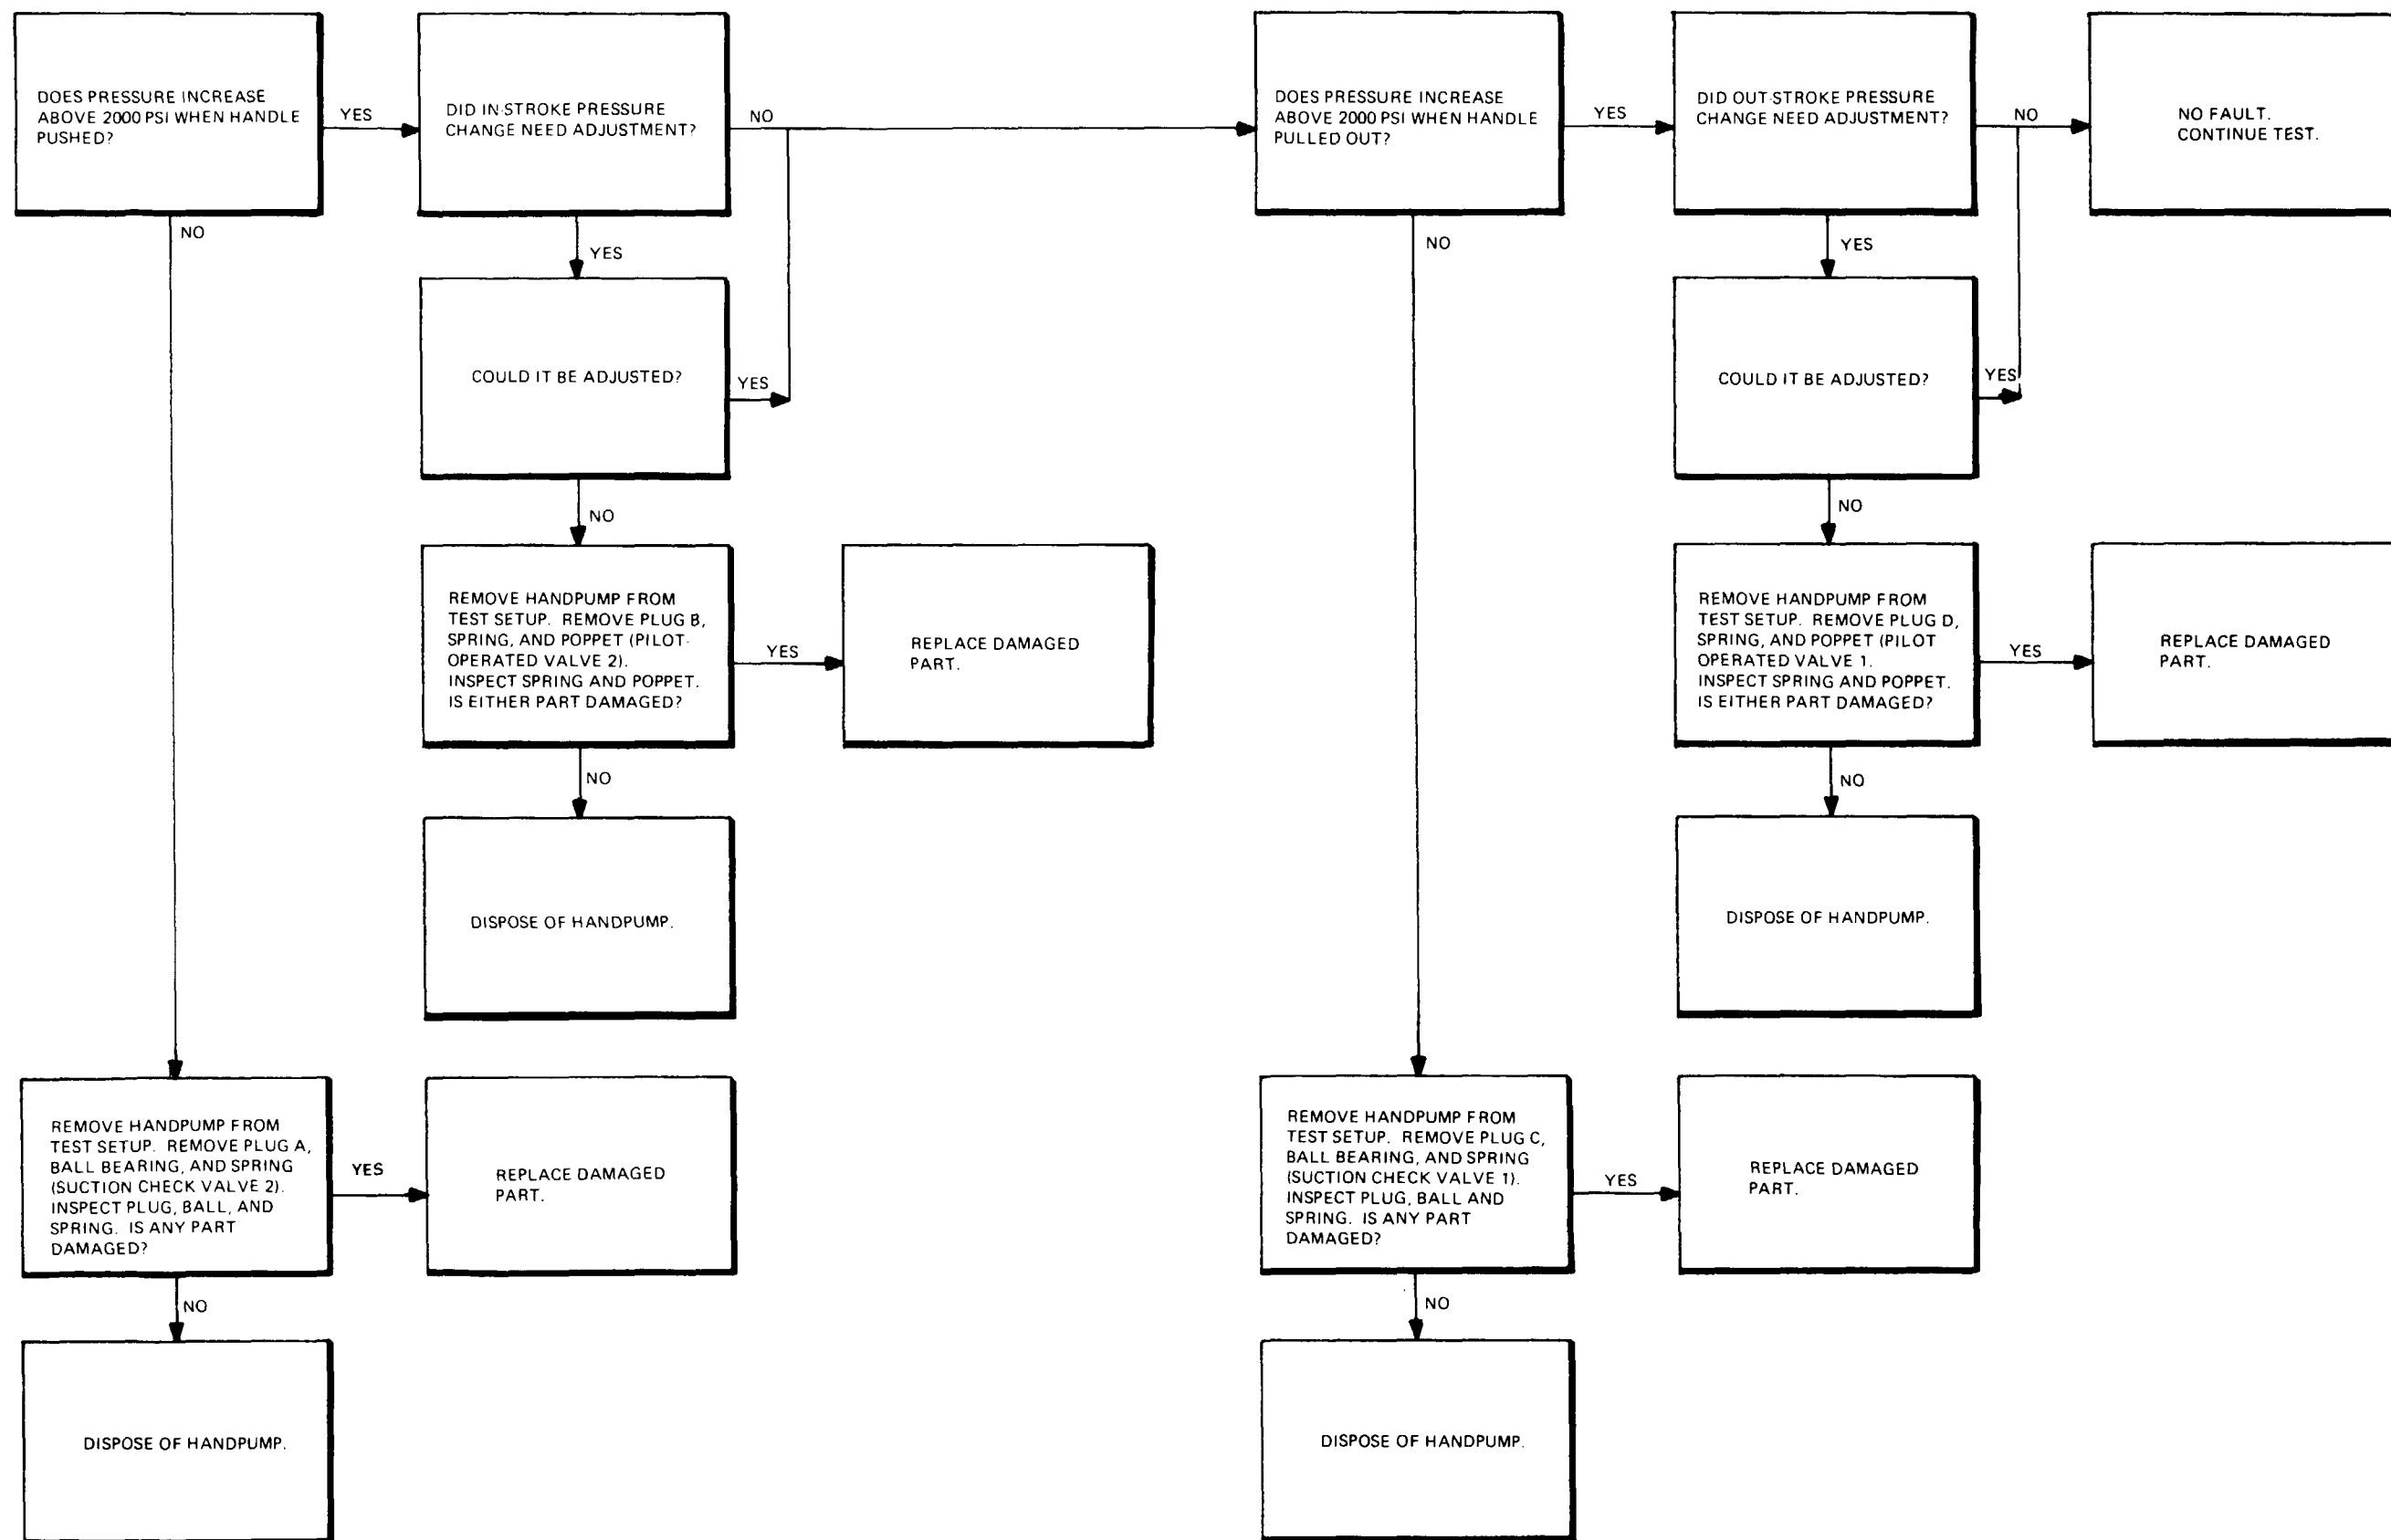 DOES PRESSURE INCREASE
ABOVE 2000 PSI WHEN HANDLE
PUSHED?
YES
NO
DID IN-STROKE PRESSURE
CHANGE NEED ADJUSTMENT?
NO
YES
COULD IT BE ADJUSTED?
YES
NO
REMOVE HANDPUMP FROM
TEST SETUP. REMOVE PLUG B,
SPRING, AND POPPET (PILOT-
OPERATED VALVE 2).
INSPECT SPRING AND POPPET.
IS EITHER PART DAMAGED?
YES
REPLACE DAMAGED
PART.
NO
DISPOSE OF HANDPUMP.
REMOVE HANDPUMP FROM
TEST SETUP. REMOVE PLUG A,
BALL BEARING, AND SPRING
(SUCTION CHECK VALVE 2).
INSPECT PLUG, BALL, AND
SPRING. IS ANY PART
DAMAGED?
YES
REPLACE DAMAGED
PART.
NO
DISPOSE OF HANDPUMP.
DOES PRESSURE INCREASE
ABOVE 2000 PSI WHEN HANDLE
PULLED OUT?
YES
NO
DID OUT-STROKE PRESSURE
CHANGE NEED ADJUSTMENT?
NO
NO FAULT.
CONTINUE TEST.
YES
COULD IT BE ADJUSTED?
YES
NO
REMOVE HANDPUMP FROM
TEST SETUP. REMOVE PLUG D,
SPRING, AND POPPET (PILOT
OPERATED VALVE 1.
INSPECT SPRING AND POPPET.
IS EITHER PART DAMAGED?
YES
REPLACE DAMAGED
PART.
NO
DISPOSE OF HANDPUMP.
REMOVE HANDPUMP FROM
TEST SETUP. REMOVE PLUG C,
BALL BEARING, AND SPRING
(SUCTION CHECK VALVE 1).
INSPECT PLUG, BALL AND
SPRING. IS ANY PART
DAMAGED?
YES
REPLACE DAMAGED
PART.
NO
DISPOSE OF HANDPUMP.